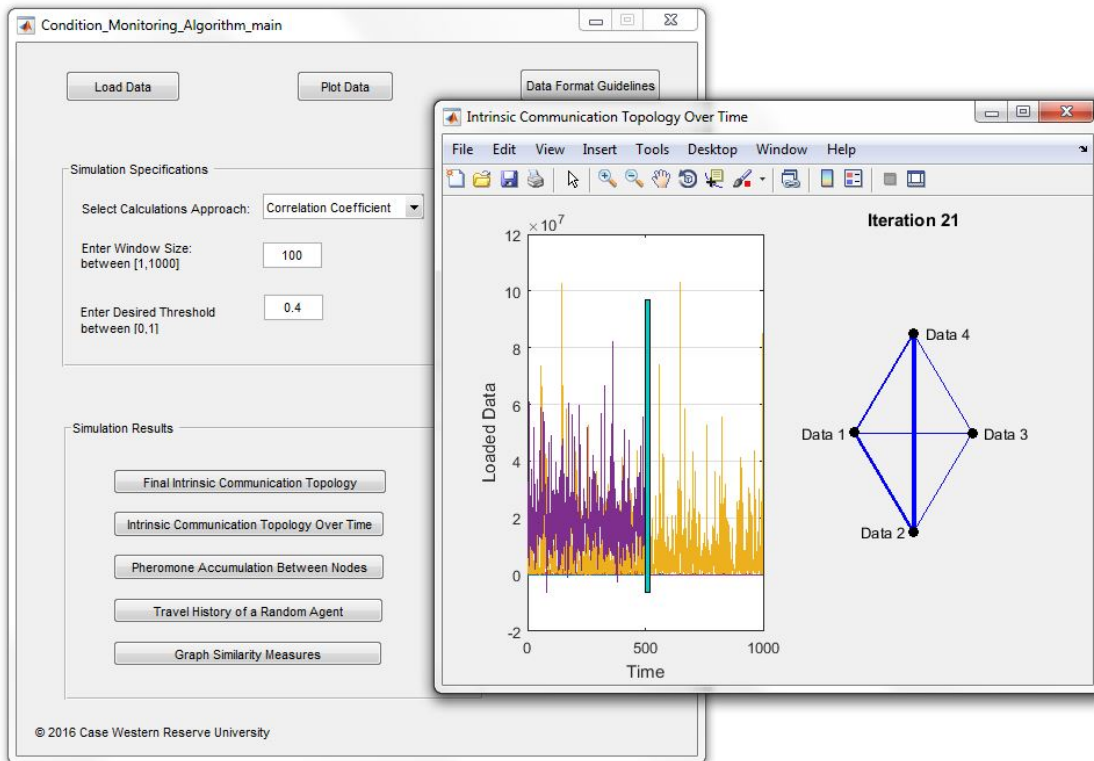 Condition_Monitoring_Algorithm_main
Load Data
Plot Data
Data Format Guidelines
Simulation Specifications
Select Calculations Approach:
Correlation Coefficient
Enter Window Size:
between [1,1000]
100
Enter Desired Threshold
between [0,1]
0.4
Simulation Results
Final Intrinsic Communication Topology
Intrinsic Communication Topology Over Time
Pheromone Accumulation Between Nodes
Travel History of a Random Agent
Graph Similarity Measures
© 2016 Case Western Reserve University
Intrinsic Communication Topology Over Time
File Edit View Insert Tools Desktop Window Help
×10^7
12
10
8
6
4
2
0
-2
Loaded Data
0 500 1000
Time
Iteration 21
Data 4
Data 1
Data 3
Data 2